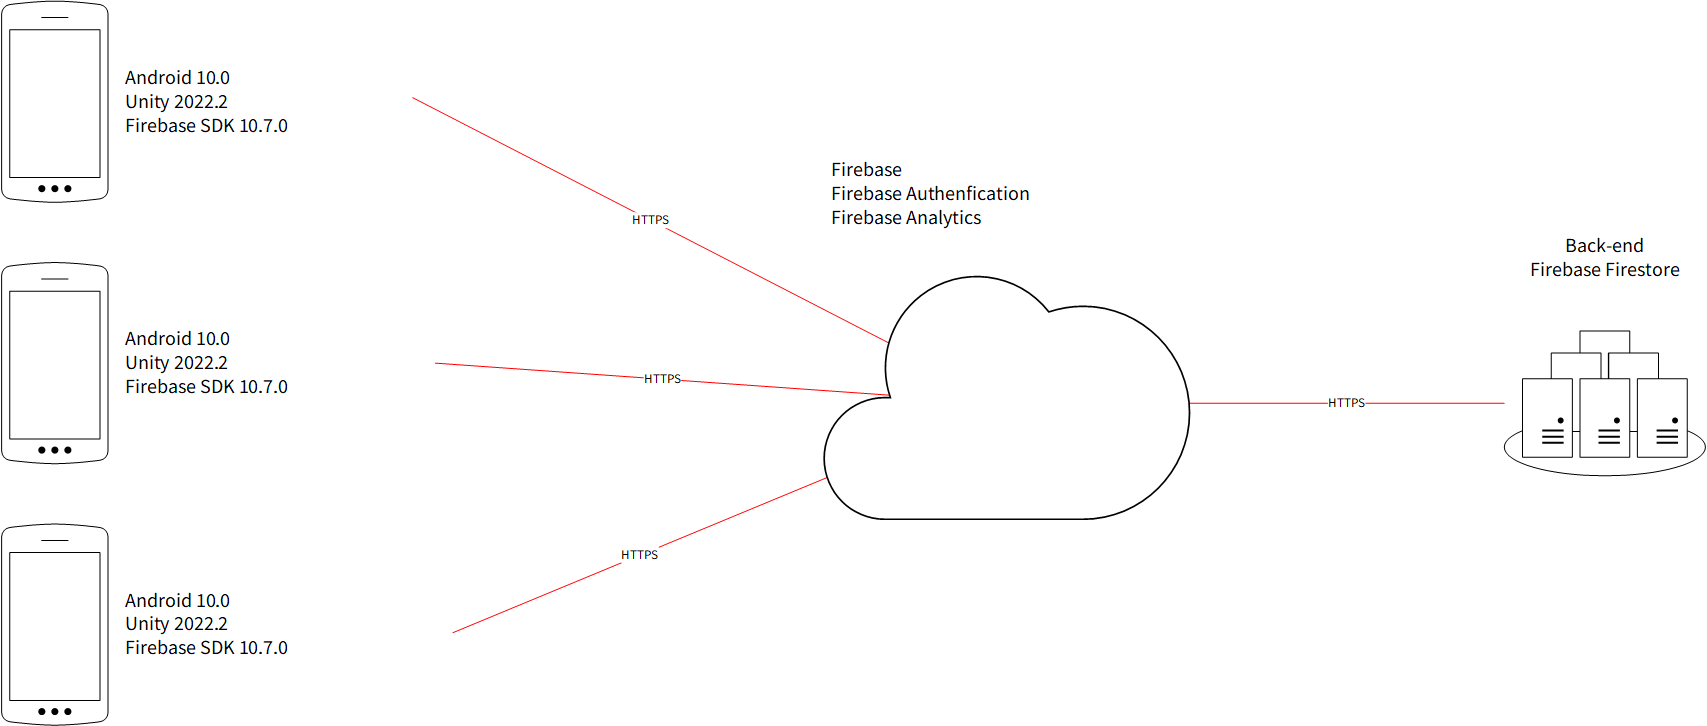 Android 10.0
Unity 2022.2
Firebase SDK 10.7.0
HTTPS
Firebase
Firebase Authenfication
Firebase Analytics
Back-end
Firebase Firestore
Android 10.0
Unity 2022.2
Firebase SDK 10.7.0
HTTPS
HTTPS
HTTPS
Android 10.0
Unity 2022.2
Firebase SDK 10.7.0